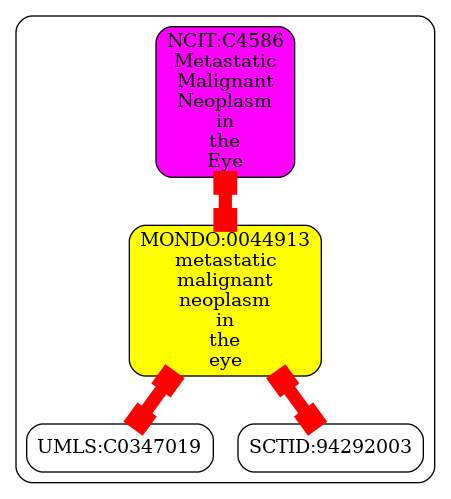 NCIT:C4586
Metastatic
Malignant
Neoplasm
in
the
Eye
MONDO:0044913
metastatic
malignant
neoplasm
in
the
eye
UMLS:C0347019
SCTID:94292003